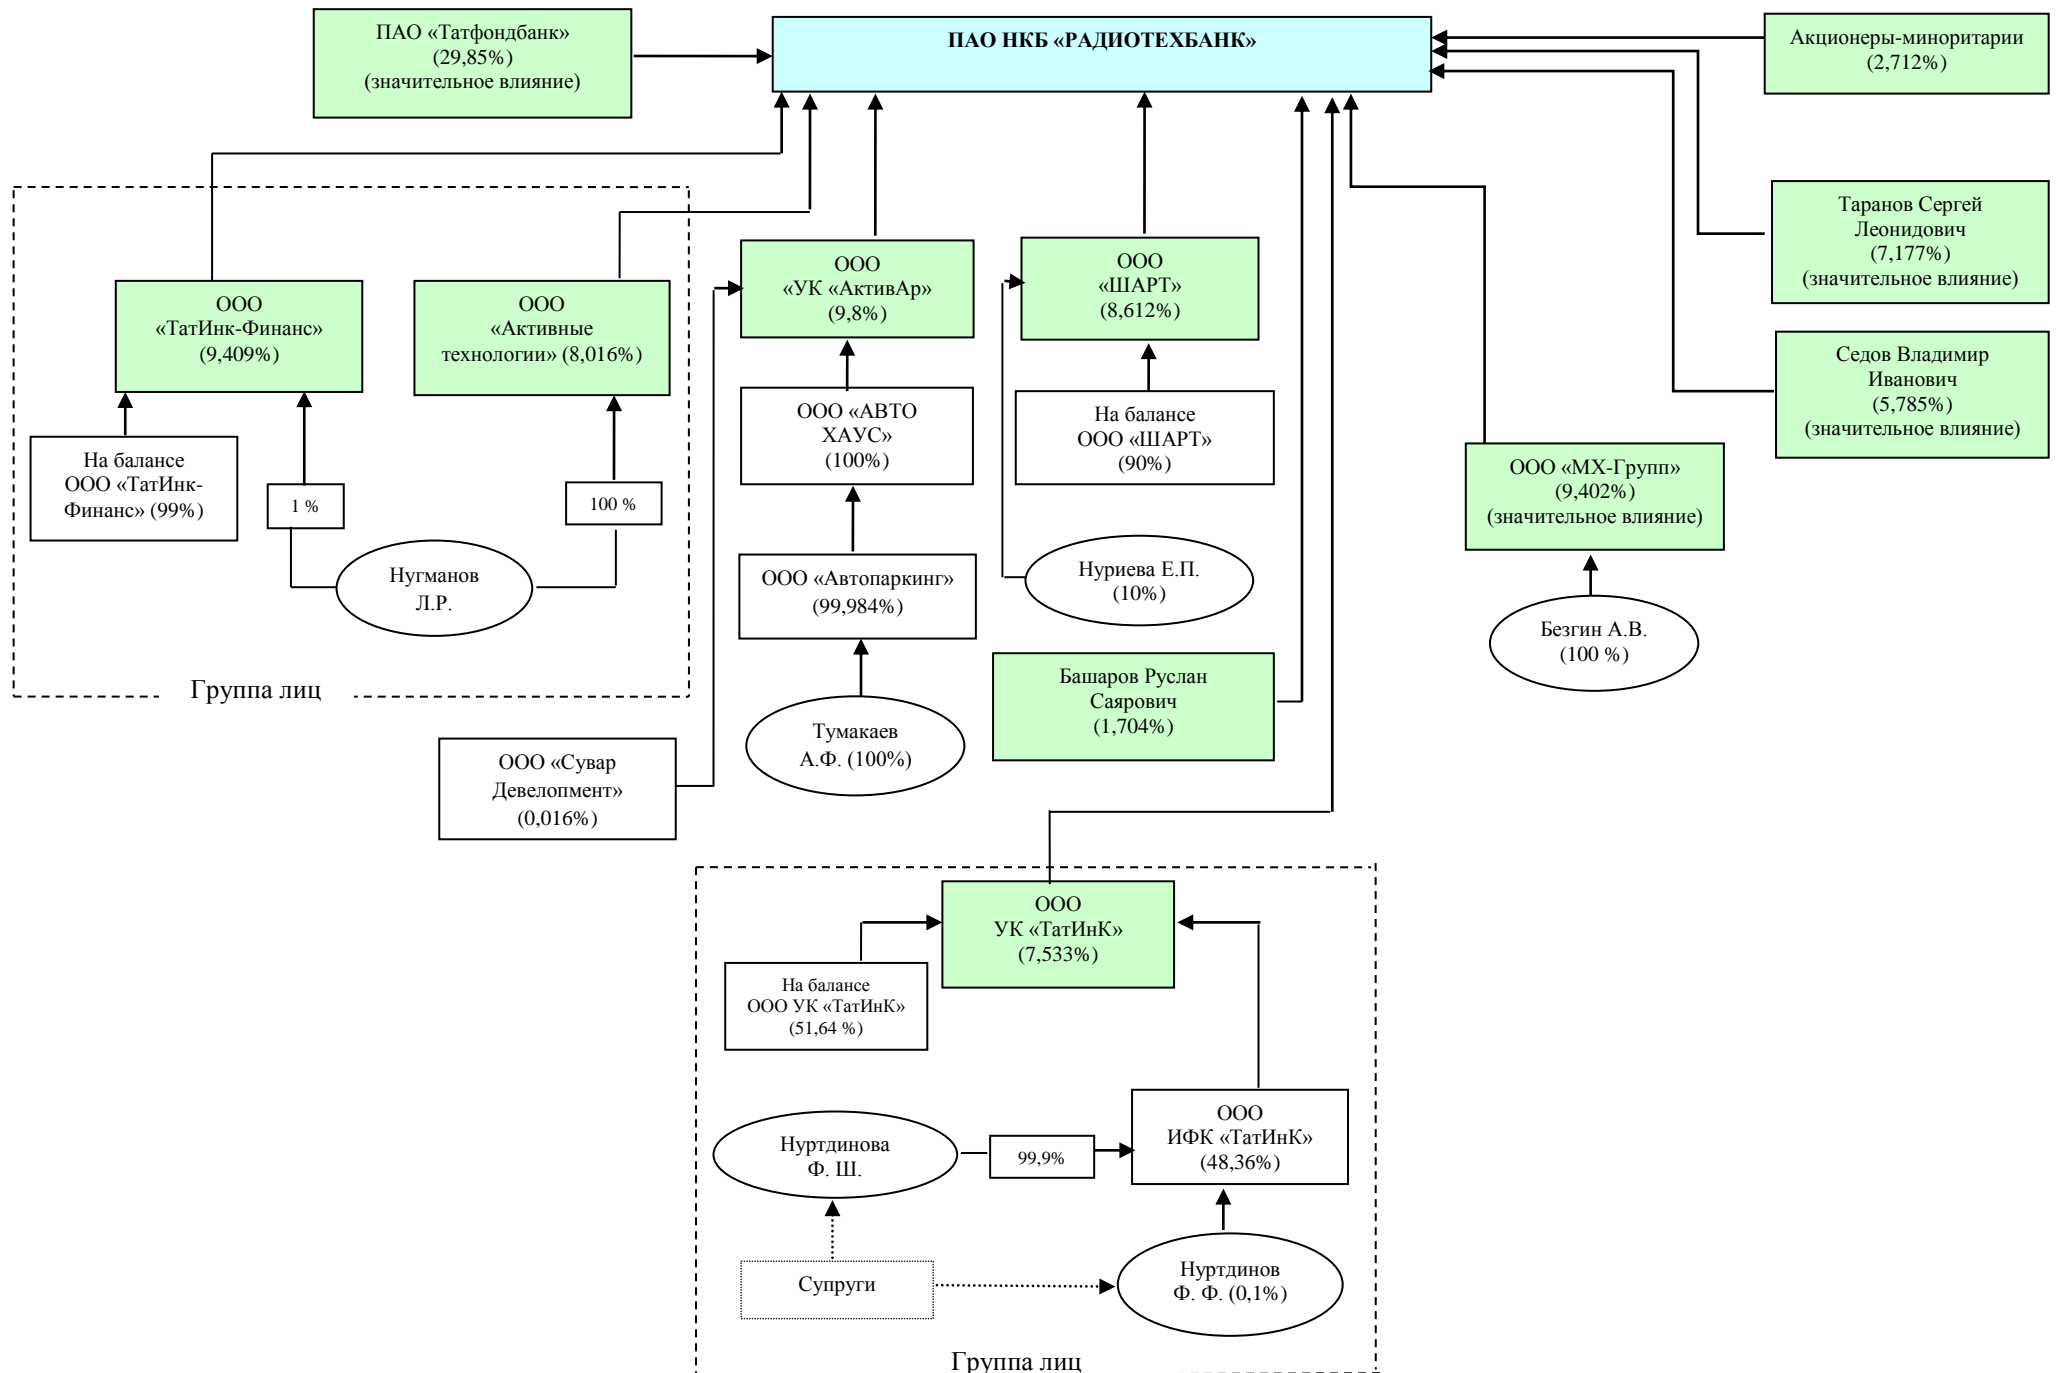 ПАО «Татфондбанк»
(29,85%)
(значительное влияние)
ПАО НКБ «РАДИОТЕХБАНК»
Акционеры-миноритарии
(2,712%)
Таранов Сергей
Леонидович
(7,177%)
(значительное влияние)
ООО
«ТатИнк-Финанс»
(9,409%)
ООО
«Активные
технологии» (8,016%)
ООО
«УК «АктивАр»
(9,8%)
ООО
«ШАРТ»
(8,612%)
Седов Владимир
Иванович
(5,785%)
(значительное влияние)
На балансе
ООО «ТатИнк-
Финанс» (99%)
1 %
100 %
ООО «АВТО
ХАУС»
(100%)
На балансе
ООО «ШАРТ»
(90%)
ООО «МХ-Групп»
(9,402%)
(значительное влияние)
Нугманов
Л.Р.
ООО «Автопаркинг»
(99,984%)
Нуриева Е.П.
(10%)
Безгин А.В.
(100 %)
Группа лиц
Башаров Руслан
Саярович
(1,704%)
Тумакаев
А.Ф. (100%)
ООО «Сувар
Девелопмент»
(0,016%)
ООО
УК «ТатИнК»
(7,533%)
На балансе
ООО УК «ТатИнК»
(51,64 %)
Нуртдинова
Ф. Ш.
99,9%
ООО
ИФК «ТатИнК»
(48,36%)
Супруги
Нуртдинов
Ф. Ф. (0,1%)
Группа лиц